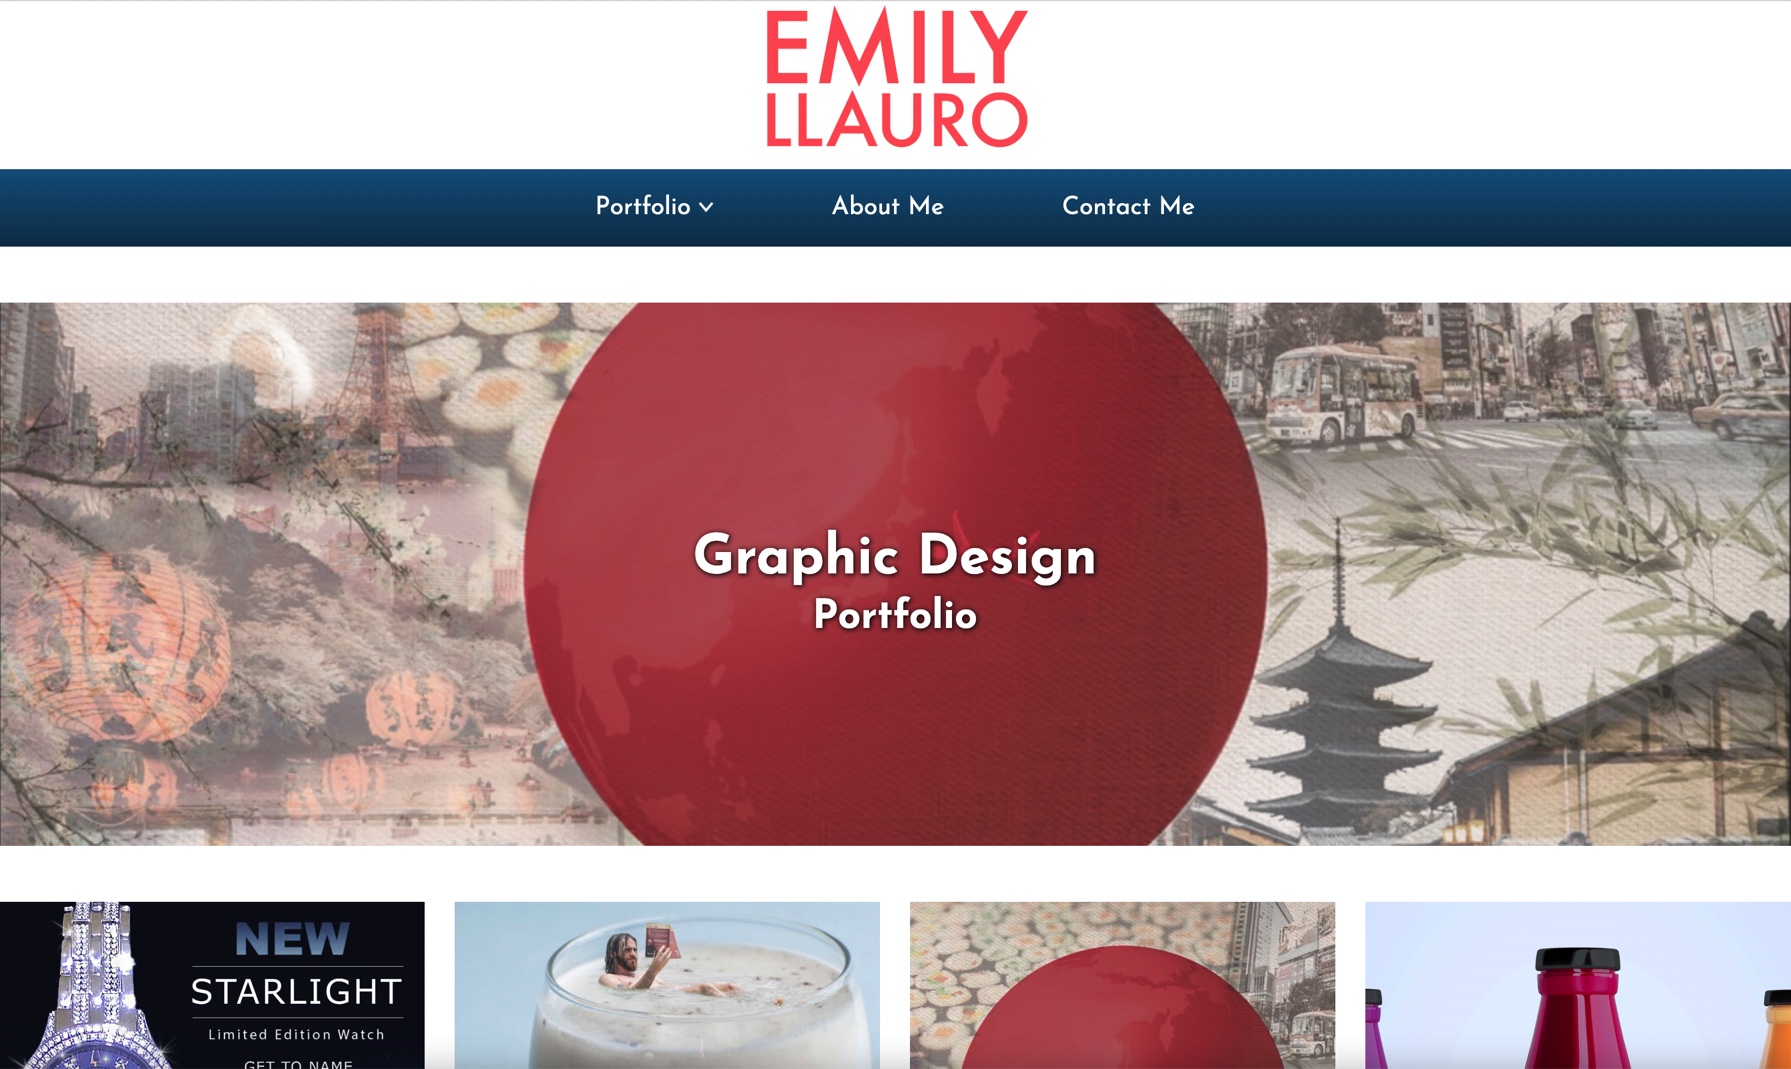 EMILY
LLAURO
Portfolio
About Me
Contact Me
Graphic Design
Portfolio
NEW
STARLIGHT
Limited Edition Watch
GET TO NAME